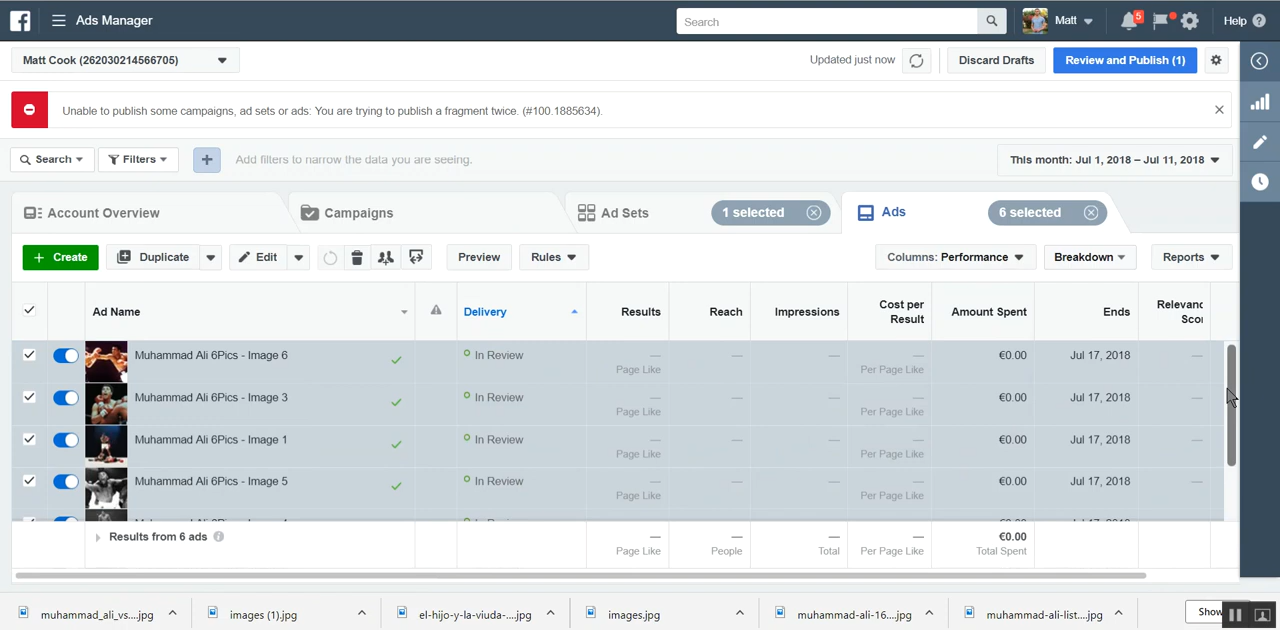 Ads Manager
Search
Matt
5
Help
Matt Cook (262030214566705)
Updated just now
Discard Drafts
Review and Publish (1)
Unable to publish some campaigns, ad sets or ads: You are trying to publish a fragment twice. (#100.1885634).
Search
Filters
Add filters to narrow the data you are seeing.
This month: Jul 1, 2018 – Jul 11, 2018
Account Overview
Campaigns
Ad Sets
1 selected
Ads
6 selected
Create
Duplicate
Edit
Preview
Rules
Columns: Performance
Breakdown
Reports
Ad Name
Delivery
Results
Reach
Impressions
Cost per Result
Amount Spent
Ends
Muhammad Ali 6Pics - Image 6
In Review
—
—
—
—
€0.00
Jul 17, 2018
—
Page Like
Per Page Like
Muhammad Ali 6Pics - Image 3
In Review
—
—
—
—
€0.00
Jul 17, 2018
—
Page Like
Per Page Like
Muhammad Ali 6Pics - Image 1
In Review
—
—
—
—
€0.00
Jul 17, 2018
—
Page Like
Per Page Like
Muhammad Ali 6Pics - Image 5
In Review
—
—
—
—
€0.00
Jul 17, 2018
—
Page Like
Per Page Like
Results from 6 ads
—
—
—
—
€0.00
Page Like
People
Total
Per Page Like
Total Spent
muhammad_ali_vs....jpg
images (1).jpg
el-hijo-y-la-viuda-....jpg
images.jpg
muhammad-ali-16....jpg
muhammad-ali-list....jpg